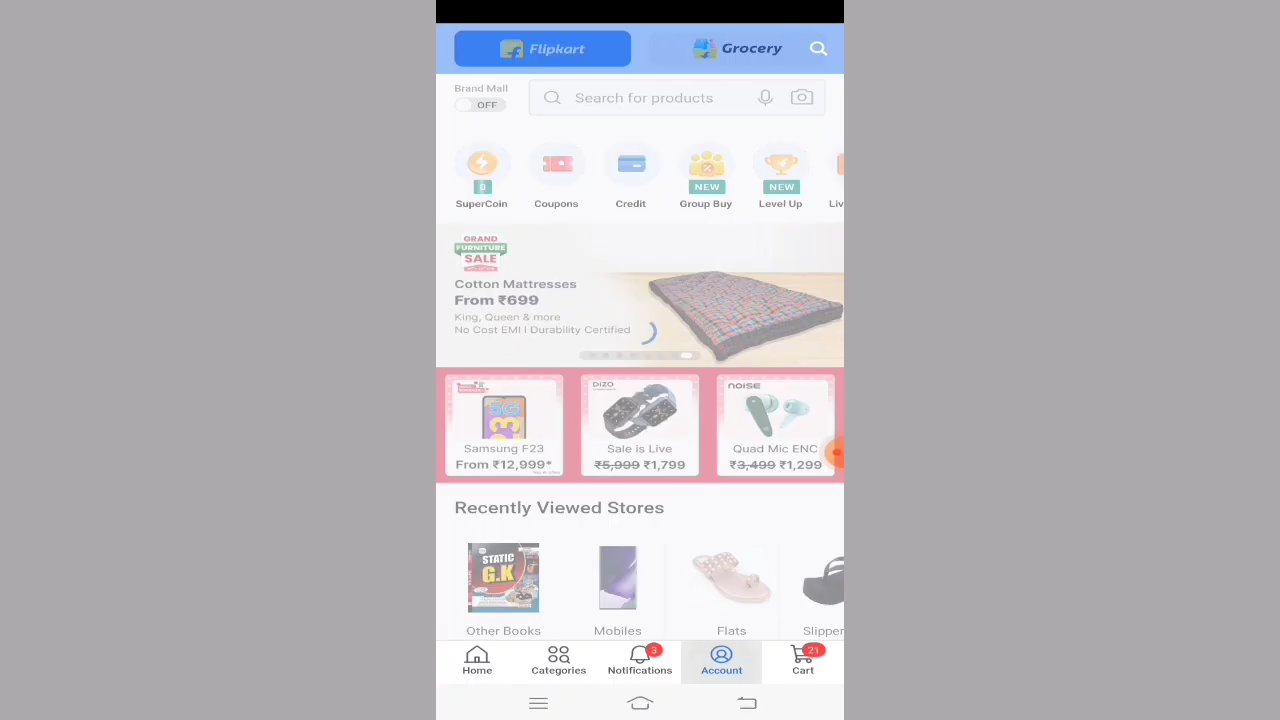 Flipkart
Grocery
Brand Mall
OFF
Search for products
0
NEW
NEW
SuperCoin
Coupons
Credit
Group Buy
Level Up
Liv
GRAND
FURNITURE
SALE
Cotton Mattresses
From ₹699
King, Queen & more
No Cost EMI I Durability Certified
DIZO
noise
Samsung F23
Sale is Live
Quad Mic ENC
From ₹12,999*
₹5,999 ₹1,799
₹3,499 ₹1,299
Recently Viewed Stores
STATIC
G.K
Other Books
Mobiles
Flats
Slipper
3
21
Home
Categories
Notifications
Account
Cart